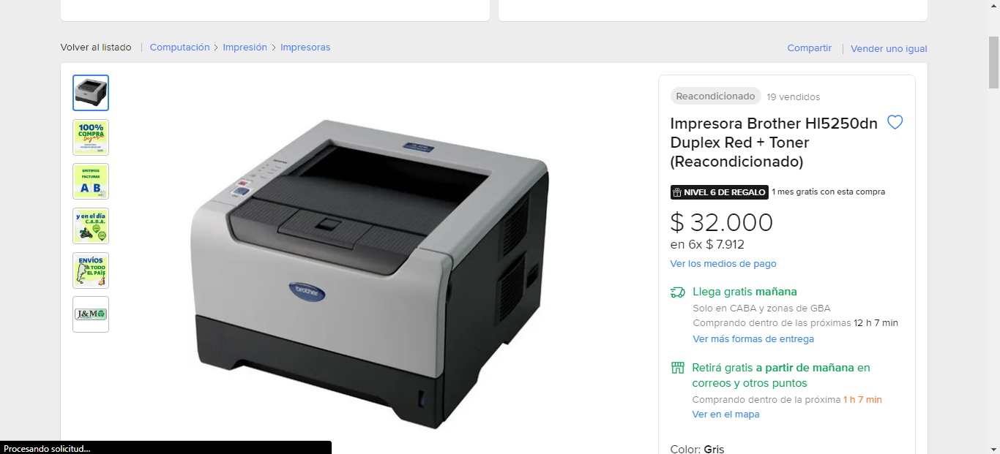 Volver al listado | Computación > Impresión > Impresoras
Compartir | Vender uno igual
100%
COMPRA
Segura
EMITIMOS
FACTURAS
A B
y en el día
C.A.B.A.
ENVÍOS
A TODO
EL PAÍS
J&M
brother
Reacondicionado 19 vendidos
Impresora Brother Hl5250dn
Duplex Red + Toner
(Reacondicionado)
NIVEL 6 DE REGALO 1 mes gratis con esta compra
$ 32.000
en 6x $ 7.912
Ver los medios de pago
Llega gratis mañana
Solo en CABA y zonas de GBA
Comprando dentro de las próximas 12 h 7 min
Ver más formas de entrega
Retirá gratis a partir de mañana en
correos y otros puntos
Comprando dentro de la próxima 1 h 7 min
Ver en el mapa
Color: Gris
Procesando solicitud...